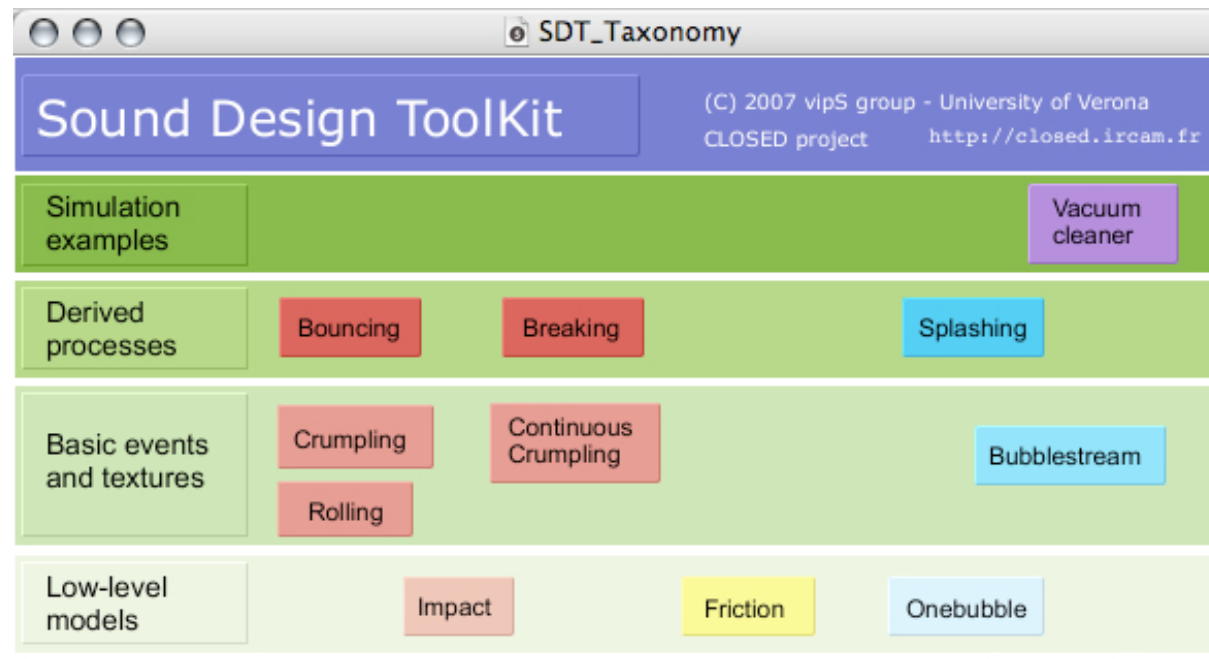 SDT_Taxonomy
Sound Design ToolKit
(C) 2007 vipS group - University of Verona
CLOSED project http://closed.ircam.fr
Simulation
examples
Vacuum
cleaner
Derived
processes
Bouncing
Breaking
Splashing
Basic events
and textures
Crumpling
Continuous
Crumpling
Bubblestream
Rolling
Low-level
models
Impact
Friction
Onebubble